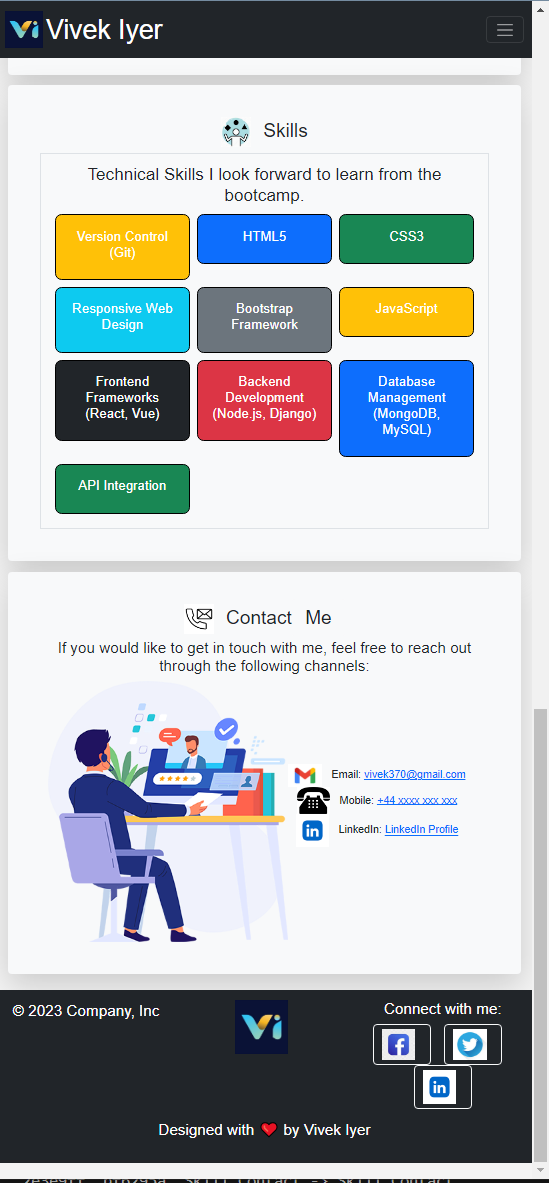 Vi Vivek Iyer
Skills
Technical Skills I look forward to learn from the
bootcamp.
Version Control
(Git)
HTML5
CSS3
Responsive Web
Design
Bootstrap
Framework
JavaScript
Frontend
Frameworks
(React, Vue)
Backend
Development
(Node.js, Django)
Database
Management
(MongoDB,
MySQL)
API Integration
Contact Me
If you would like to get in touch with me, feel free to reach out
through the following channels:
Email: vivek370@gmail.com
Mobile: +44 xxxx xxx xxx
in LinkedIn: LinkedIn Profile
© 2023 Company, Inc
Vi
Connect with me:
f
in
Designed with ❤ by Vivek Iyer